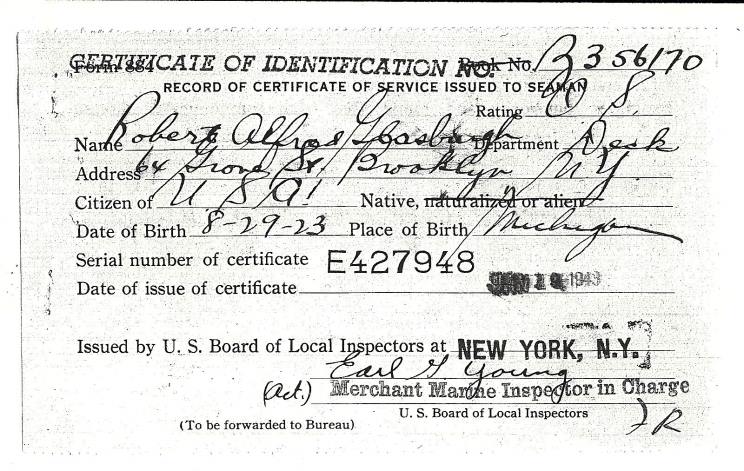 CERTIFICATE OF IDENTIFICATION NO. B356170
Form 884 Book No.
RECORD OF CERTIFICATE OF SERVICE ISSUED TO SEAMAN
Rating O S.
Name Robert Alfred Department Deck
Address 64 Grove St. Brooklyn N.Y.
Citizen of U S A. Native, naturalized or alien
Date of Birth 8-29-23 Place of Birth Michigan
Serial number of certificate E427948
Date of issue of certificate 1943
Issued by U. S. Board of Local Inspectors at NEW YORK, N.Y.
Earl G. Young
(Act.) Merchant Marine Inspector in Charge
U. S. Board of Local Inspectors
(To be forwarded to Bureau)